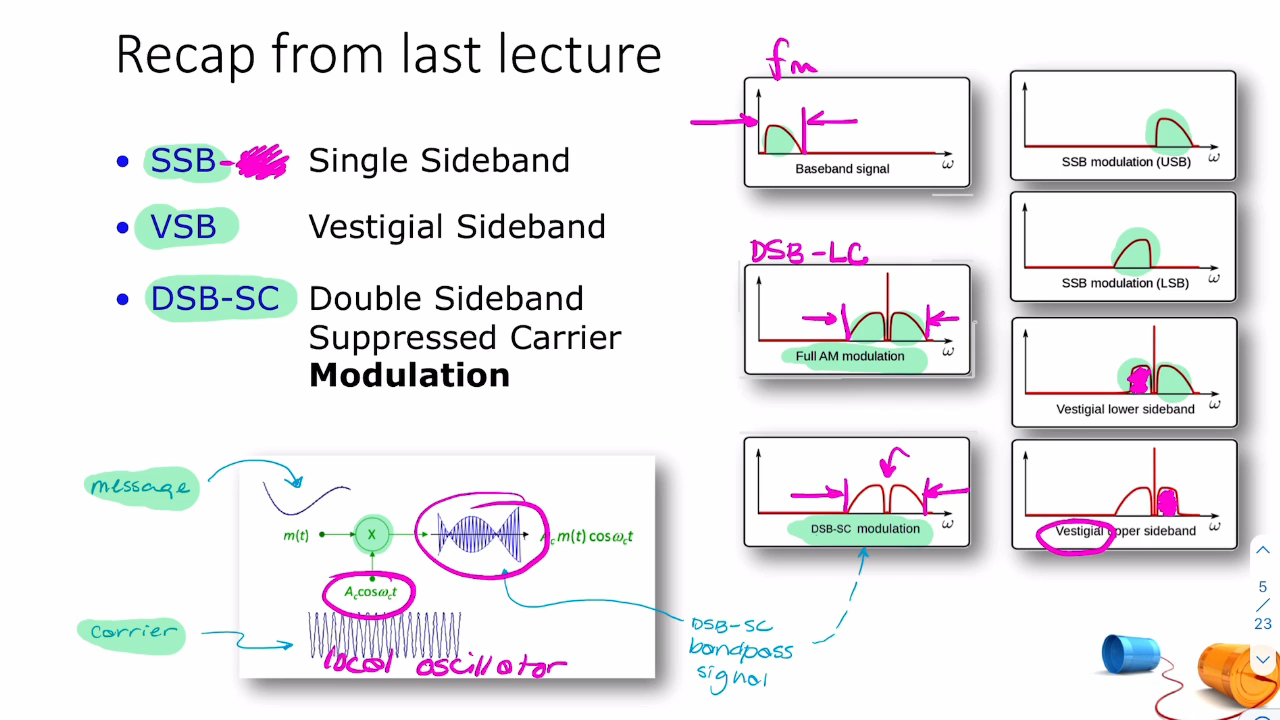 Recap from last lecture
• SSB- Single Sideband
• VSB Vestigial Sideband
• DSB-SC Double Sideband
Suppressed Carrier
Modulation
message
m(t)
X
m(t) cosωct
Accosωct
carrier
local oscillator
DSB-SC
bandpass
signal
fm
Baseband signal
ω
DSB-LC
Full AM modulation
ω
DSB-SC modulation
ω
SSB modulation (USB)
ω
SSB modulation (LSB)
ω
Vestigial lower sideband
ω
Vestigial upper sideband
ω
5
/
23